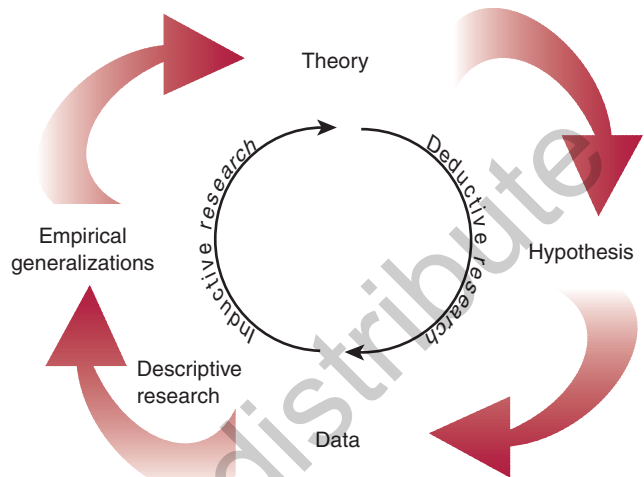 Theory
Inductive research
Deductive research
Empirical
generalizations
Hypothesis
Descriptive
research
Data
distribute